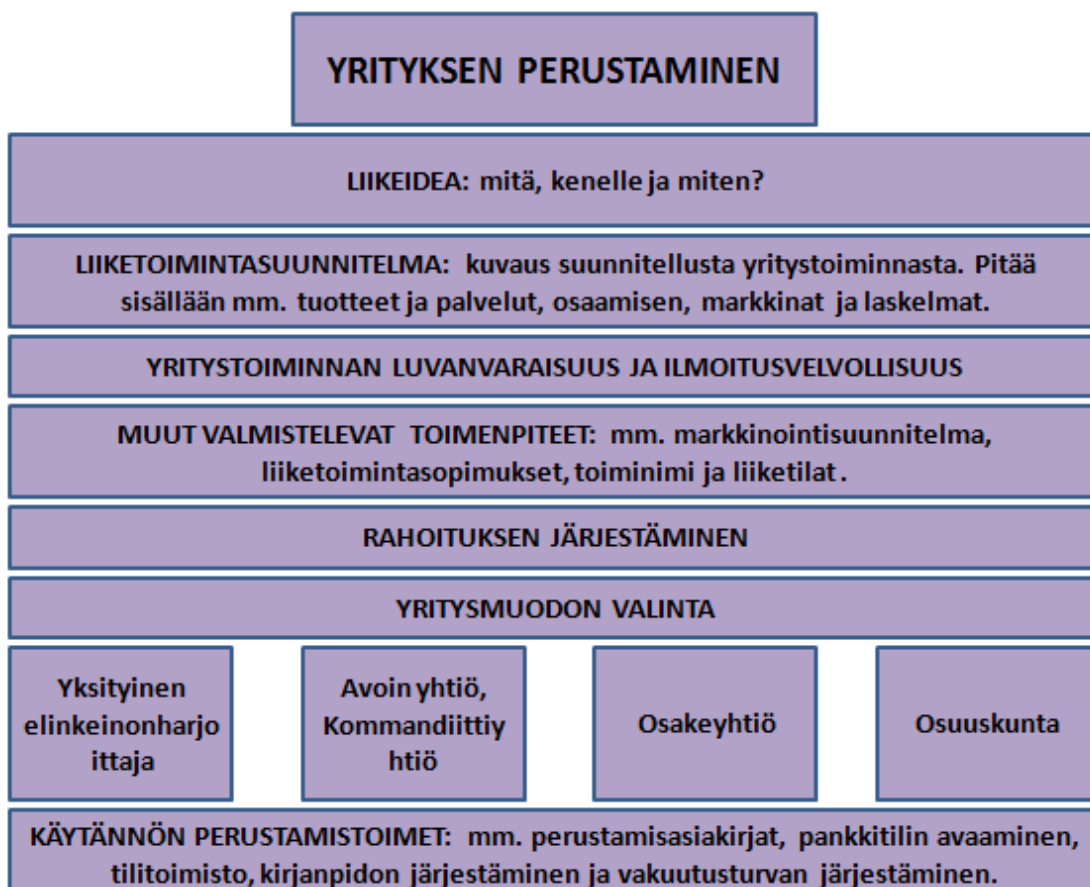 YRITYKSEN PERUSTAMINEN
LIIKEIDEA: mitä, kenelle ja miten?
LIIKETOIMINTASUUNNITELMA: kuvaus suunnitellusta yritystoiminnasta. Pitää
sisällään mm. tuotteet ja palvelut, osaamisen, markkinat ja laskelmat.
YRITYSTOIMINNAN LUVANVARAISUUS JA ILMOITUSVELVOLLISUUS
MUUT VALMISTELEVAT TOIMENPITEET: mm. markkinointisuunnitelma,
liiketoimintasopimukset, toiminimi ja liiketilat.
RAHOITUKSEN JÄRJESTÄMINEN
YRITYSMUODON VALINTA
Yksityinen
elinkeinonharjo
ittaja
Avoin yhtiö,
Kommandiittiy
htiö
Osakeyhtiö
Osuuskunta
KÄYTÄNNÖN PERUSTAMISTOIMET: mm. perustamisasiakirjat, pankkitilin avaaminen,
tilitoimisto, kirjanpidon järjestäminen ja vakuutusturvan järjestäminen.